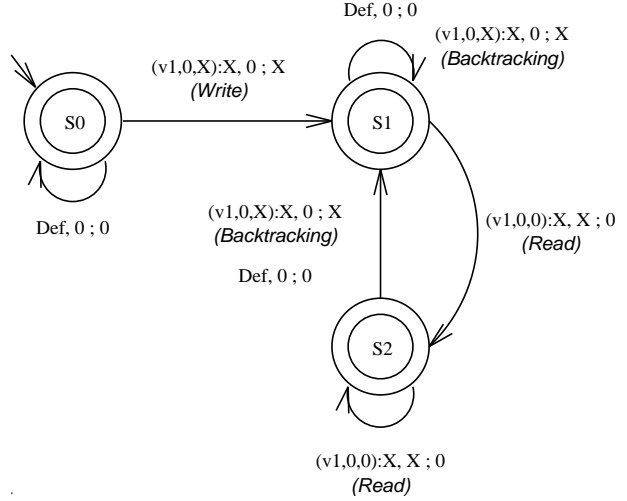 Def, 0 ; 0
(v1,0,X):X, 0 ; X
(Backtracking)
(v1,0,X):X, 0 ; X
(Write)
S0
S1
Def, 0 ; 0
(v1,0,X):X, 0 ; X
(Backtracking)
(v1,0,0):X, X ; 0
(Read)
Def, 0 ; 0
S2
(v1,0,0):X, X ; 0
(Read)